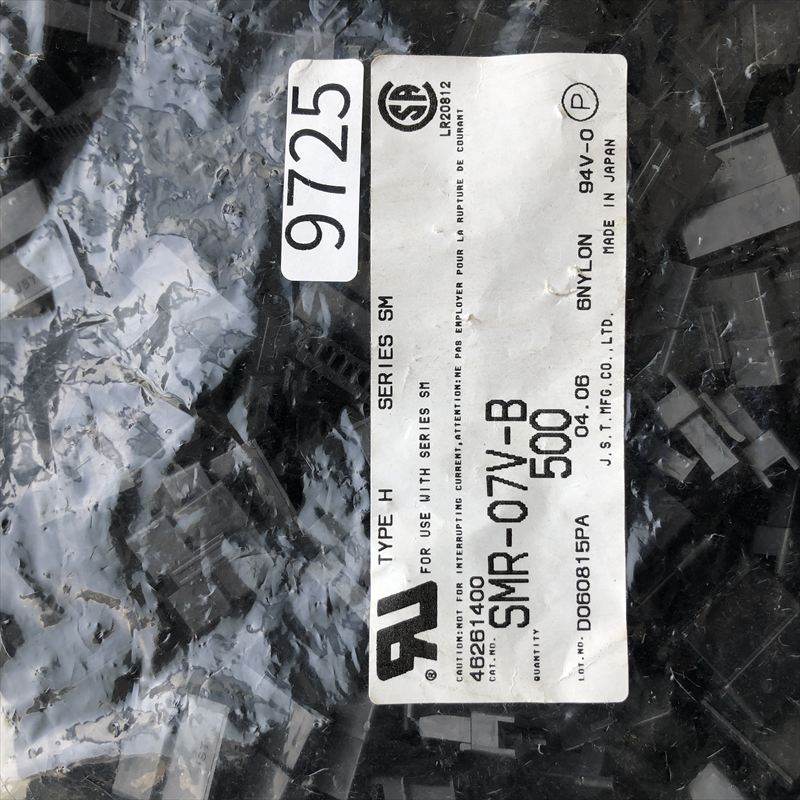 9725
TYPE H SERIES SM
LR20812
FOR USE WITH SERIES SM
CAUTION:NOT FOR INTERRUPTING CURRENT,ATTENTION:NE PAS EMPLOYER POUR LA RUPTURE DE COURANT
46261400
CAT.NO. SMR-07V-B
QUANTITY 500
04.06 6NYLON 94V-0 P
LOT.NO. D060815PA
J.S.T.MFG.CO.,LTD. MADE IN JAPAN
JST
JST